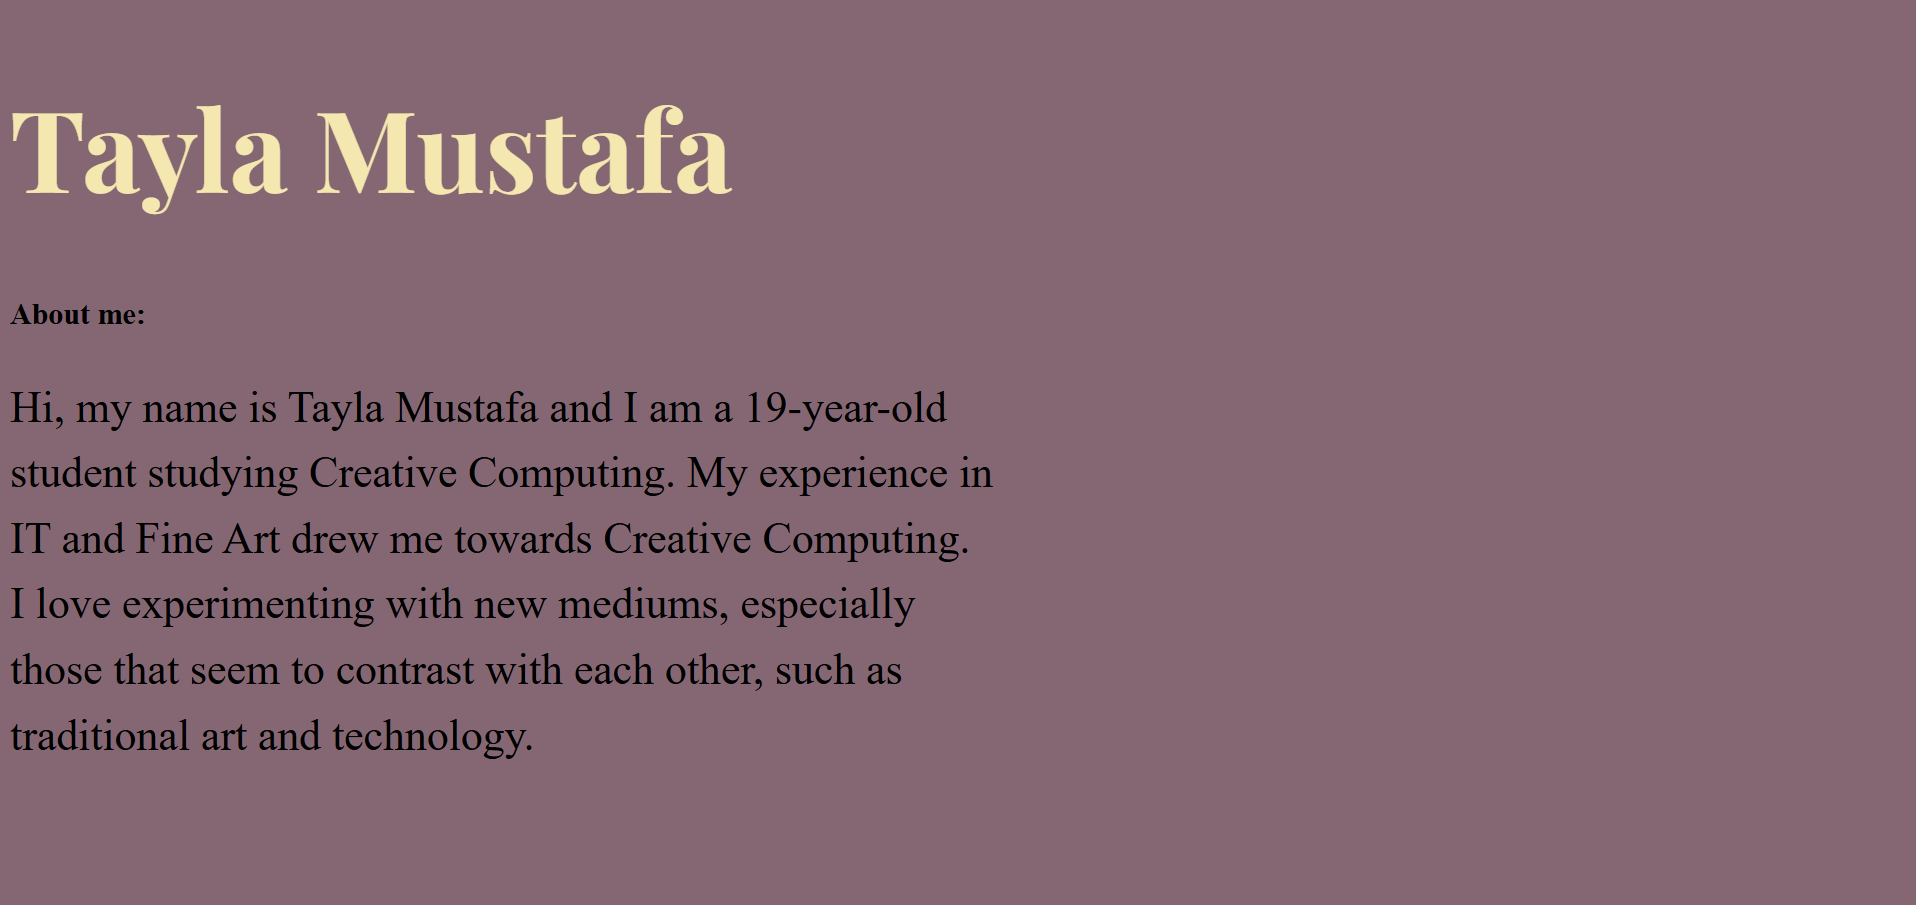 Tayla Mustafa
About me:
Hi, my name is Tayla Mustafa and I am a 19-year-old
student studying Creative Computing. My experience in
IT and Fine Art drew me towards Creative Computing.
I love experimenting with new mediums, especially
those that seem to contrast with each other, such as
traditional art and technology.